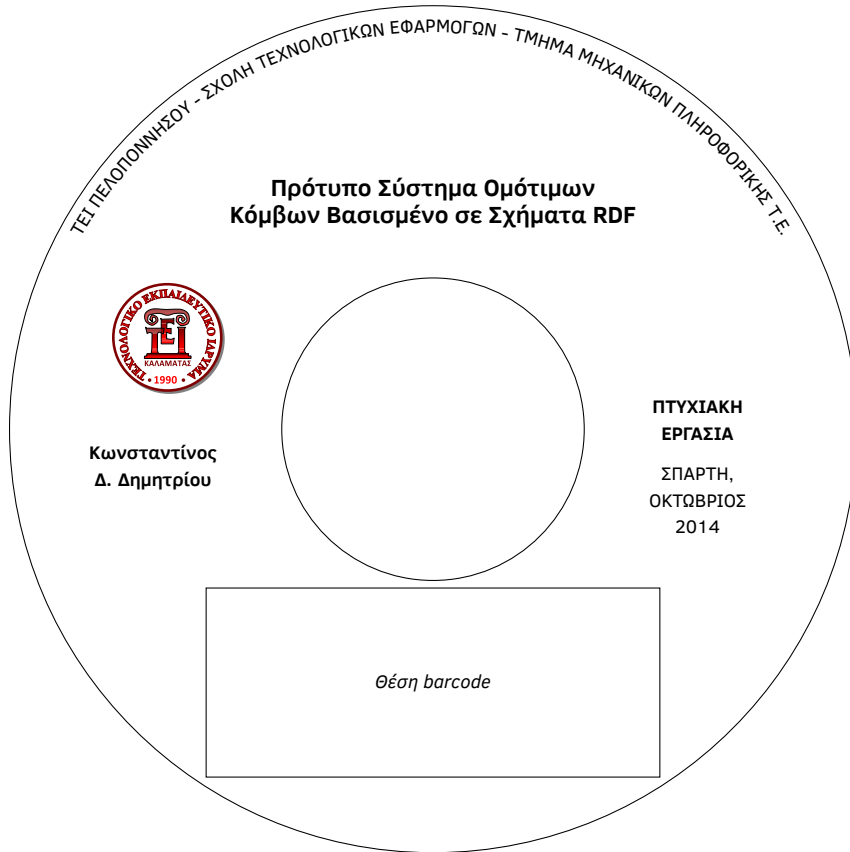 ΤΕΙ ΠΕΛΟΠΟΝΝΗΣΟΥ - ΣΧΟΛΗ ΤΕΧΝΟΛΟΓΙΚΩΝ ΕΦΑΡΜΟΓΩΝ - ΤΜΗΜΑ ΜΗΧΑΝΙΚΩΝ ΠΛΗΡΟΦΟΡΙΚΗΣ Τ.Ε.
Πρότυπο Σύστημα Ομότιμων
Κόμβων Βασισμένο σε Σχήματα RDF
ΤΕΧΝΟΛΟΓΙΚΟ ΕΚΠΑΙΔΕΥΤΙΚΟ ΙΔΡΥΜΑ
ΤΕΙ
ΚΑΛΑΜΑΤΑΣ
• 1990 •
Κωνσταντίνος
Δ. Δημητρίου
ΠΤΥΧΙΑΚΗ
ΕΡΓΑΣΙΑ
ΣΠΑΡΤΗ,
ΟΚΤΩΒΡΙΟΣ
2014
Θέση barcode